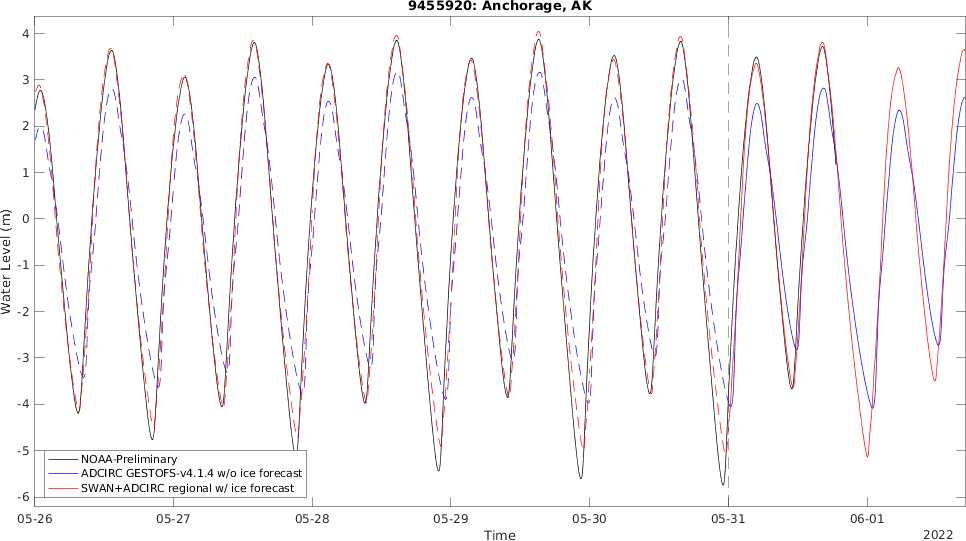 9455920: Anchorage, AK
Water Level (m)
4
3
2
1
0
-1
-2
-3
-4
-5
-6
NOAA-Preliminary
ADCIRC GESTOFS-v4.1.4 w/o ice forecast
SWAN+ADCIRC regional w/ ice forecast
05-26 05-27 05-28 05-29 05-30 05-31 06-01
Time
2022